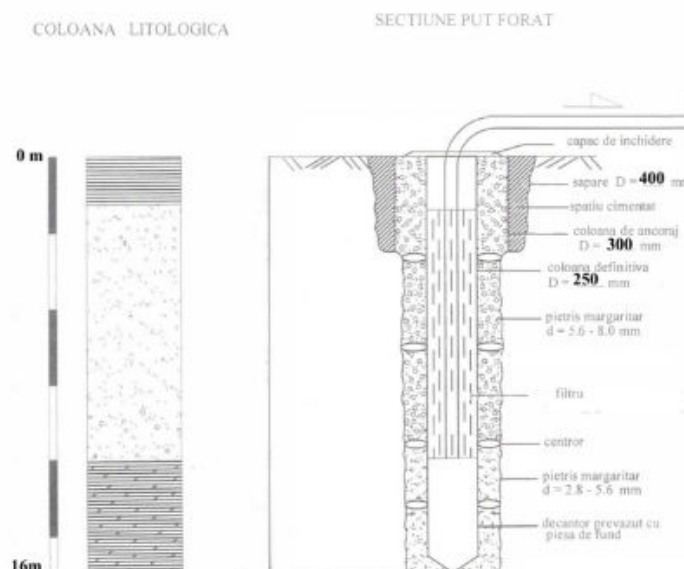 COLOANA LITOLOGICA
SECTIUNE PUT FORAT
0 m
capac de inchidere
sapare D = 400 m
spatiu cimentat
coloana de ancoraj
D = 300 mm
coloana definitiva
D = 250 mm
pietris margaritar
d = 5.6 - 8.0 mm
filtru
centror
pietris margaritar
d = 2.8 - 5.6 mm
decantor prevazut cu
piesa de fund
16m